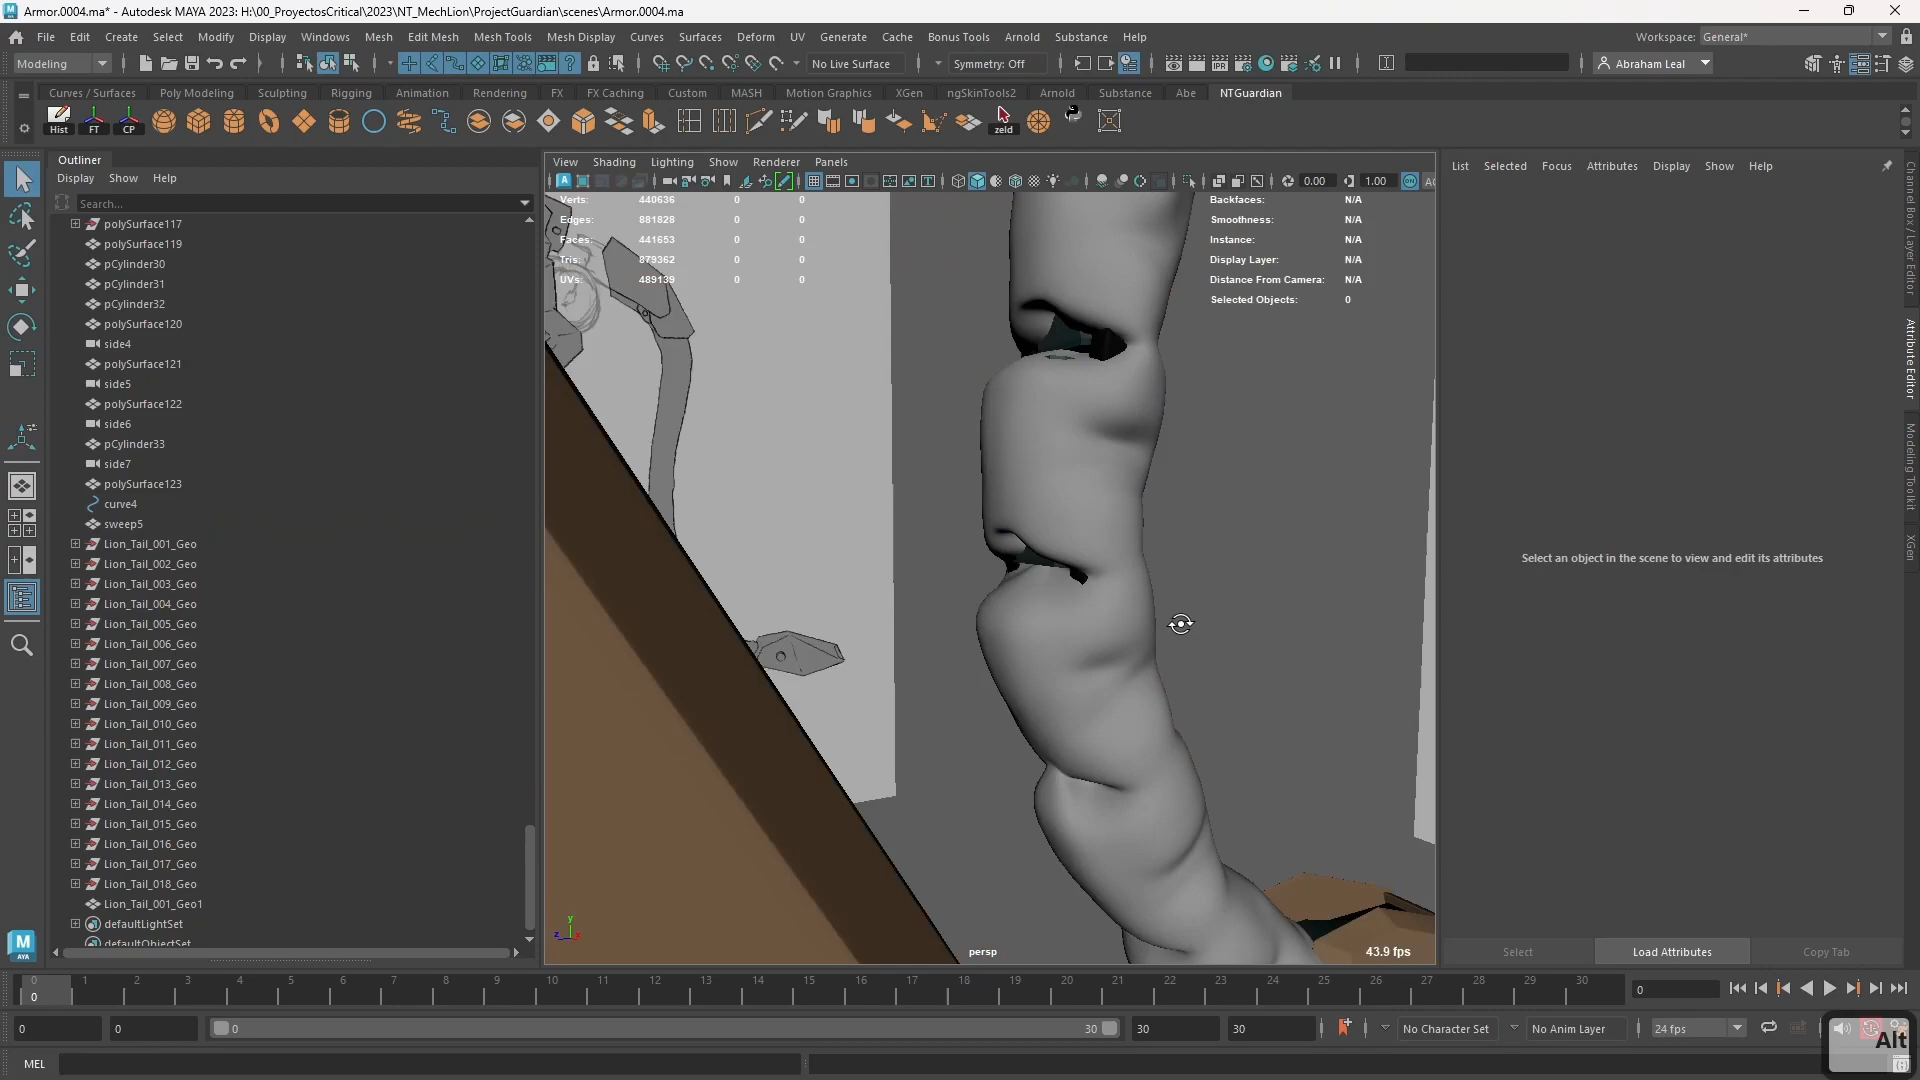 Armor.0004.ma* - Autodesk MAYA 2023: H:\00_ProyectosCritical\2023\NT_MechLion\ProjectGuardian\scenes\Armor.0004.ma
File Edit Create Select Modify Display Windows Mesh Edit Mesh Mesh Tools Mesh Display Curves Surfaces Deform UV Generate Cache Bonus Tools Arnold Substance Help
Workspace: General*
Modeling
No Live Surface
Symmetry: Off
Abraham Leal
Curves / Surfaces Poly Modeling Sculpting Rigging Animation Rendering FX FX Caching Custom MASH Motion Graphics XGen ngSkinTools2 Arnold Substance Abe NTGuardian
Hist FT CP zeld
Outliner
Display Show Help
Search...
polySurface117
polySurface119
pCylinder30
pCylinder31
pCylinder32
polySurface120
side4
polySurface121
side5
polySurface122
side6
pCylinder33
side7
polySurface123
curve4
sweep5
Lion_Tail_001_Geo
Lion_Tail_002_Geo
Lion_Tail_003_Geo
Lion_Tail_004_Geo
Lion_Tail_005_Geo
Lion_Tail_006_Geo
Lion_Tail_007_Geo
Lion_Tail_008_Geo
Lion_Tail_009_Geo
Lion_Tail_010_Geo
Lion_Tail_011_Geo
Lion_Tail_012_Geo
Lion_Tail_013_Geo
Lion_Tail_014_Geo
Lion_Tail_015_Geo
Lion_Tail_016_Geo
Lion_Tail_017_Geo
Lion_Tail_018_Geo
Lion_Tail_001_Geo1
defaultLightSet
defaultObjectSet
View Shading Lighting Show Renderer Panels
0.00 1.00
Verts: 440636 0 0
Edges: 881828 0 0
Faces: 441653 0 0
Tris: 879362 0 0
UVs: 489139 0 0
Backfaces: N/A
Smoothness: N/A
Instance: N/A
Display Layer: N/A
Distance From Camera: N/A
Selected Objects: 0
persp
43.9 fps
List Selected Focus Attributes Display Show Help
Select an object in the scene to view and edit its attributes
Select Load Attributes Copy Tab
Channel Box / Layer Editor
Attribute Editor
Modeling Toolkit
XGen
0 1 2 3 4 5 6 7 8 9 10 11 12 13 14 15 16 17 18 19 20 21 22 23 24 25 26 27 28 29 30
0
0
0 0 0 30 30 30
No Character Set
No Anim Layer
24 fps
MEL
Alt
M
AYA